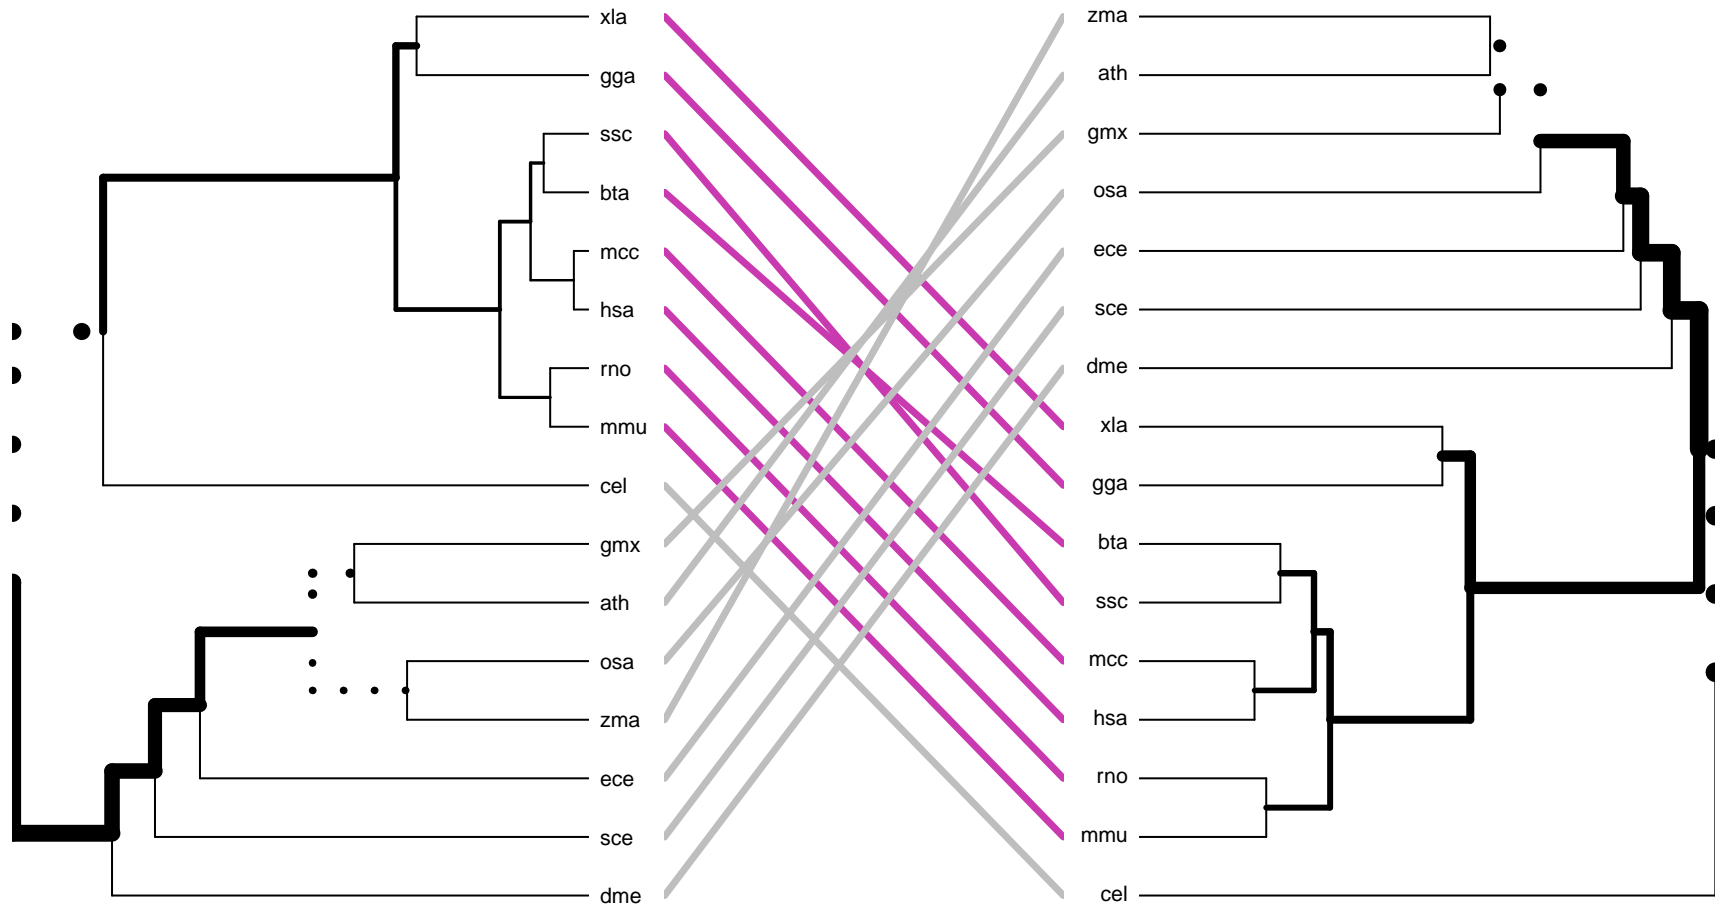 xla
gga
ssc
bta
mcc
hsa
rno
mmu
cel
gmx
ath
osa
zma
ece
sce
dme
zma
ath
gmx
osa
ece
sce
dme
xla
gga
bta
ssc
mcc
hsa
rno
mmu
cel